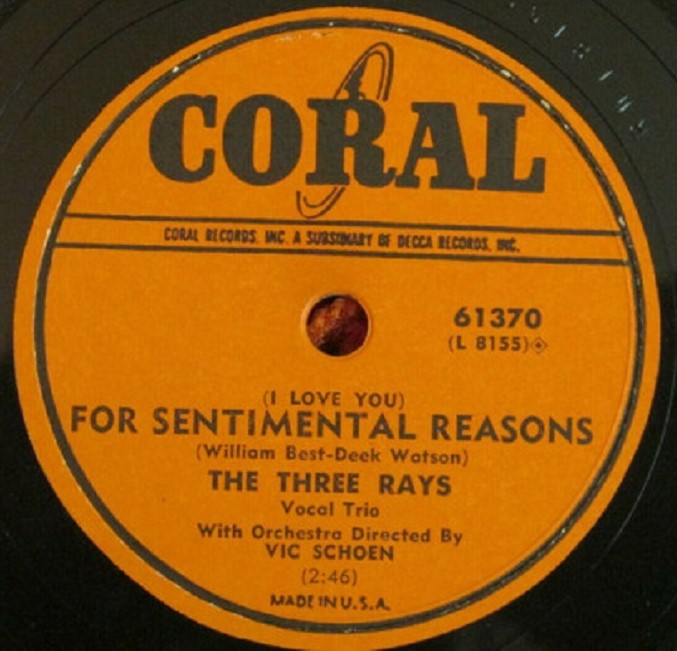 CORAL
CORAL RECORDS, INC. A SUBSIDIARY OF DECCA RECORDS, INC.
61370
(L 8155)
(I LOVE YOU)
FOR SENTIMENTAL REASONS
(William Best-Deek Watson)
THE THREE RAYS
Vocal Trio
With Orchestra Directed By
VIC SCHOEN
(2:46)
MADE IN U.S.A.